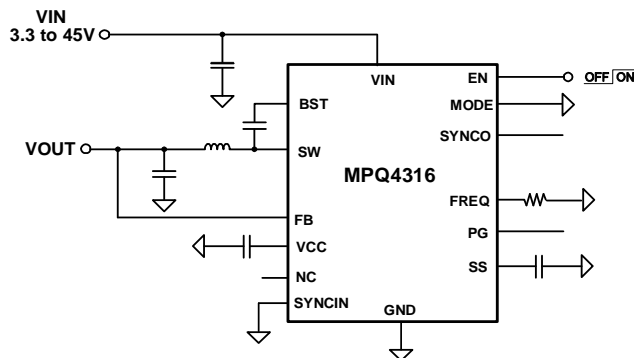 VIN
3.3 to 45V
VIN
EN
OFF ON
BST
MODE
SYNCO
VOUT
SW
MPQ4316
FREQ
FB
PG
VCC
SS
NC
SYNCIN
GND